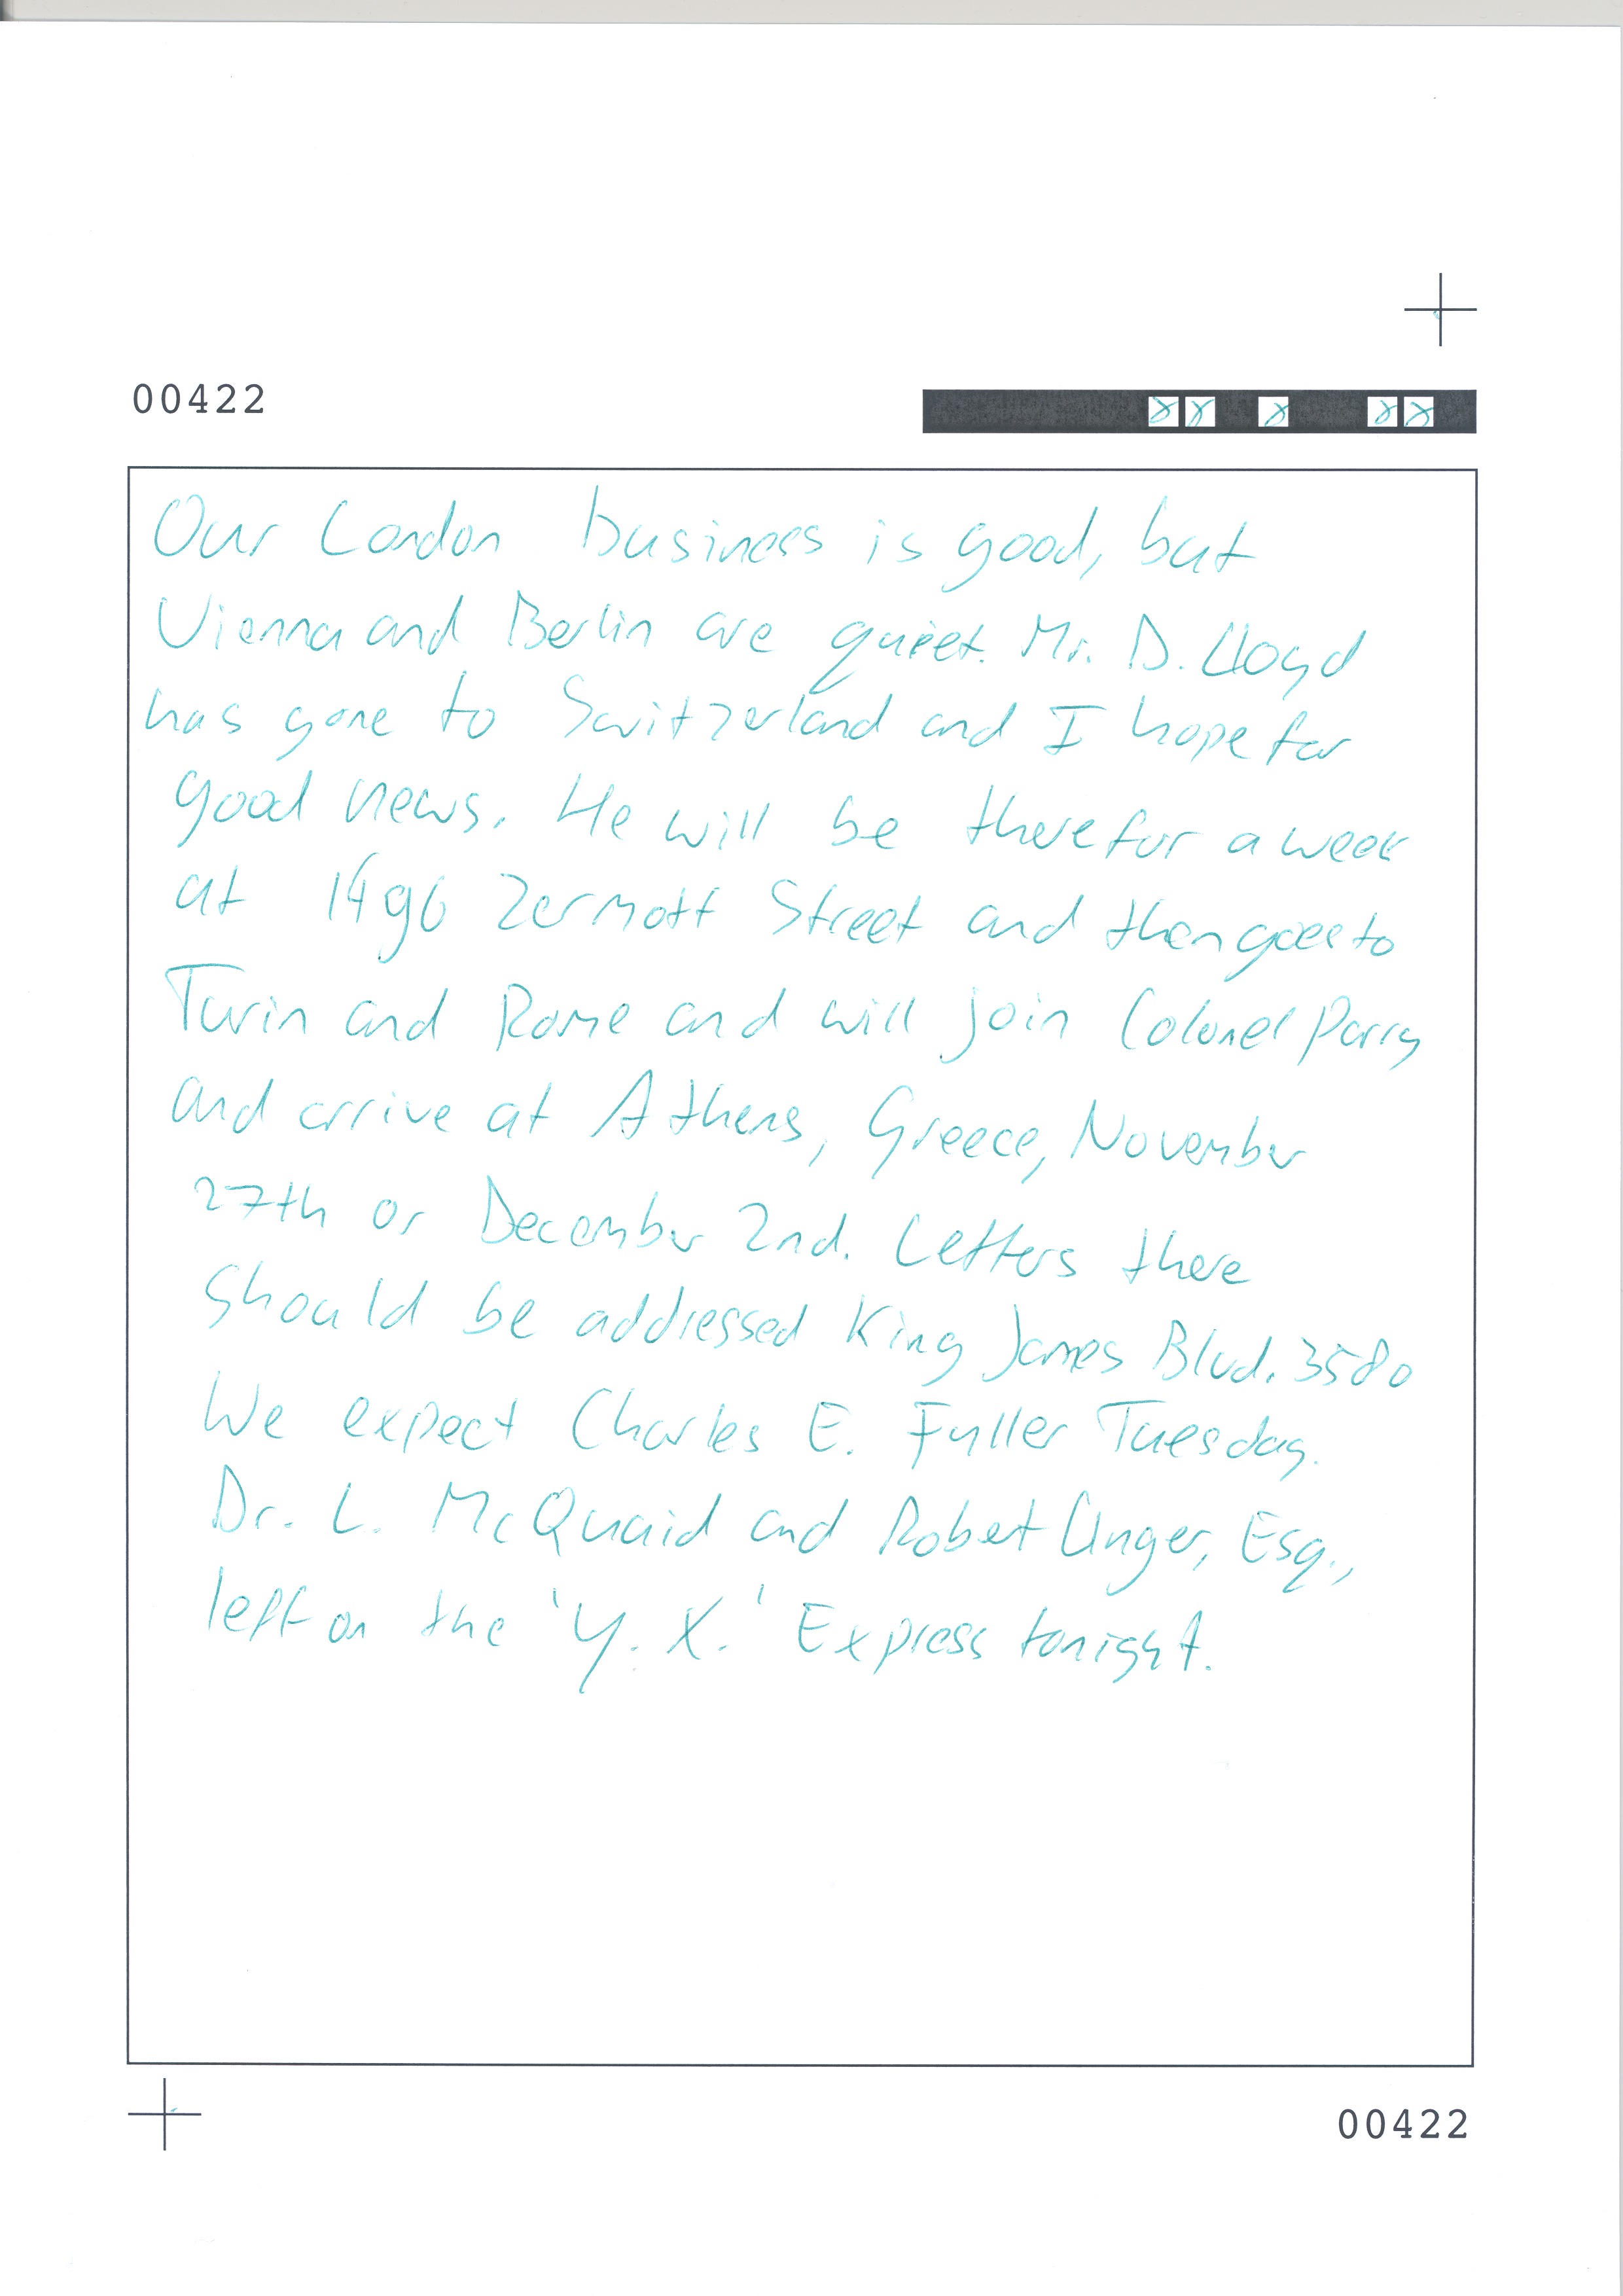 00422
Our London business is good, but
Vienna and Berlin are quiet. Mr. D. Lloyd
has gone to Switzerland and I hope for
good news. He will be there for a week
at 1496 Zermott Street and then goes to
Turin and Rome and will join Colonel Parry
and arrive at Athens, Greece, November
27th or December 2nd. Letters there
should be addressed King James Blvd. 3580
We expect Charles E. Fuller Tuesday.
Dr. L. McQuaid and Robert Unger, Esq.,
left on the 'Y. X.' Express tonight.
00422